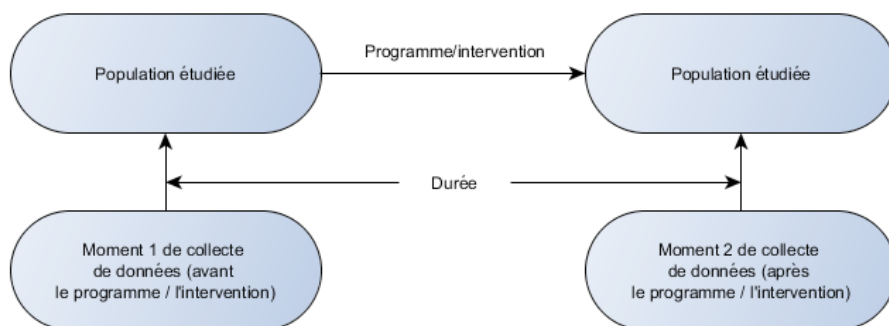 Population étudiée
Programme/intervention
Population étudiée
Durée
Moment 1 de collecte
de données (avant
le programme / l'intervention)
Moment 2 de collecte
de données (après
le programme / l'intervention)